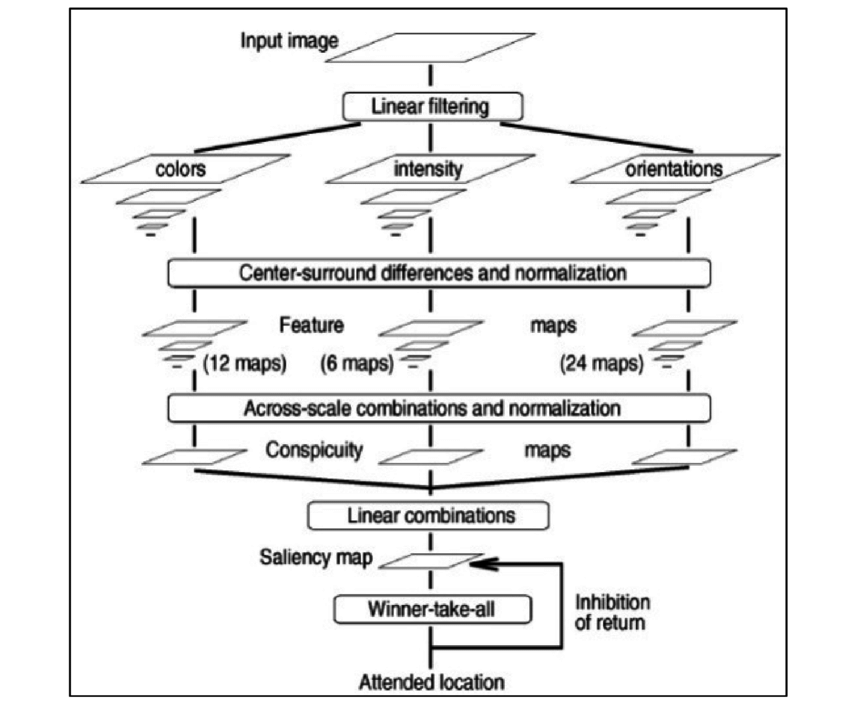 Input image
Linear filtering
colors
intensity
orientations
Center-surround differences and normalization
Feature maps
(12 maps) (6 maps) (24 maps)
Across-scale combinations and normalization
Conspicuity maps
Linear combinations
Saliency map
Winner-take-all
Inhibition
of return
Attended location